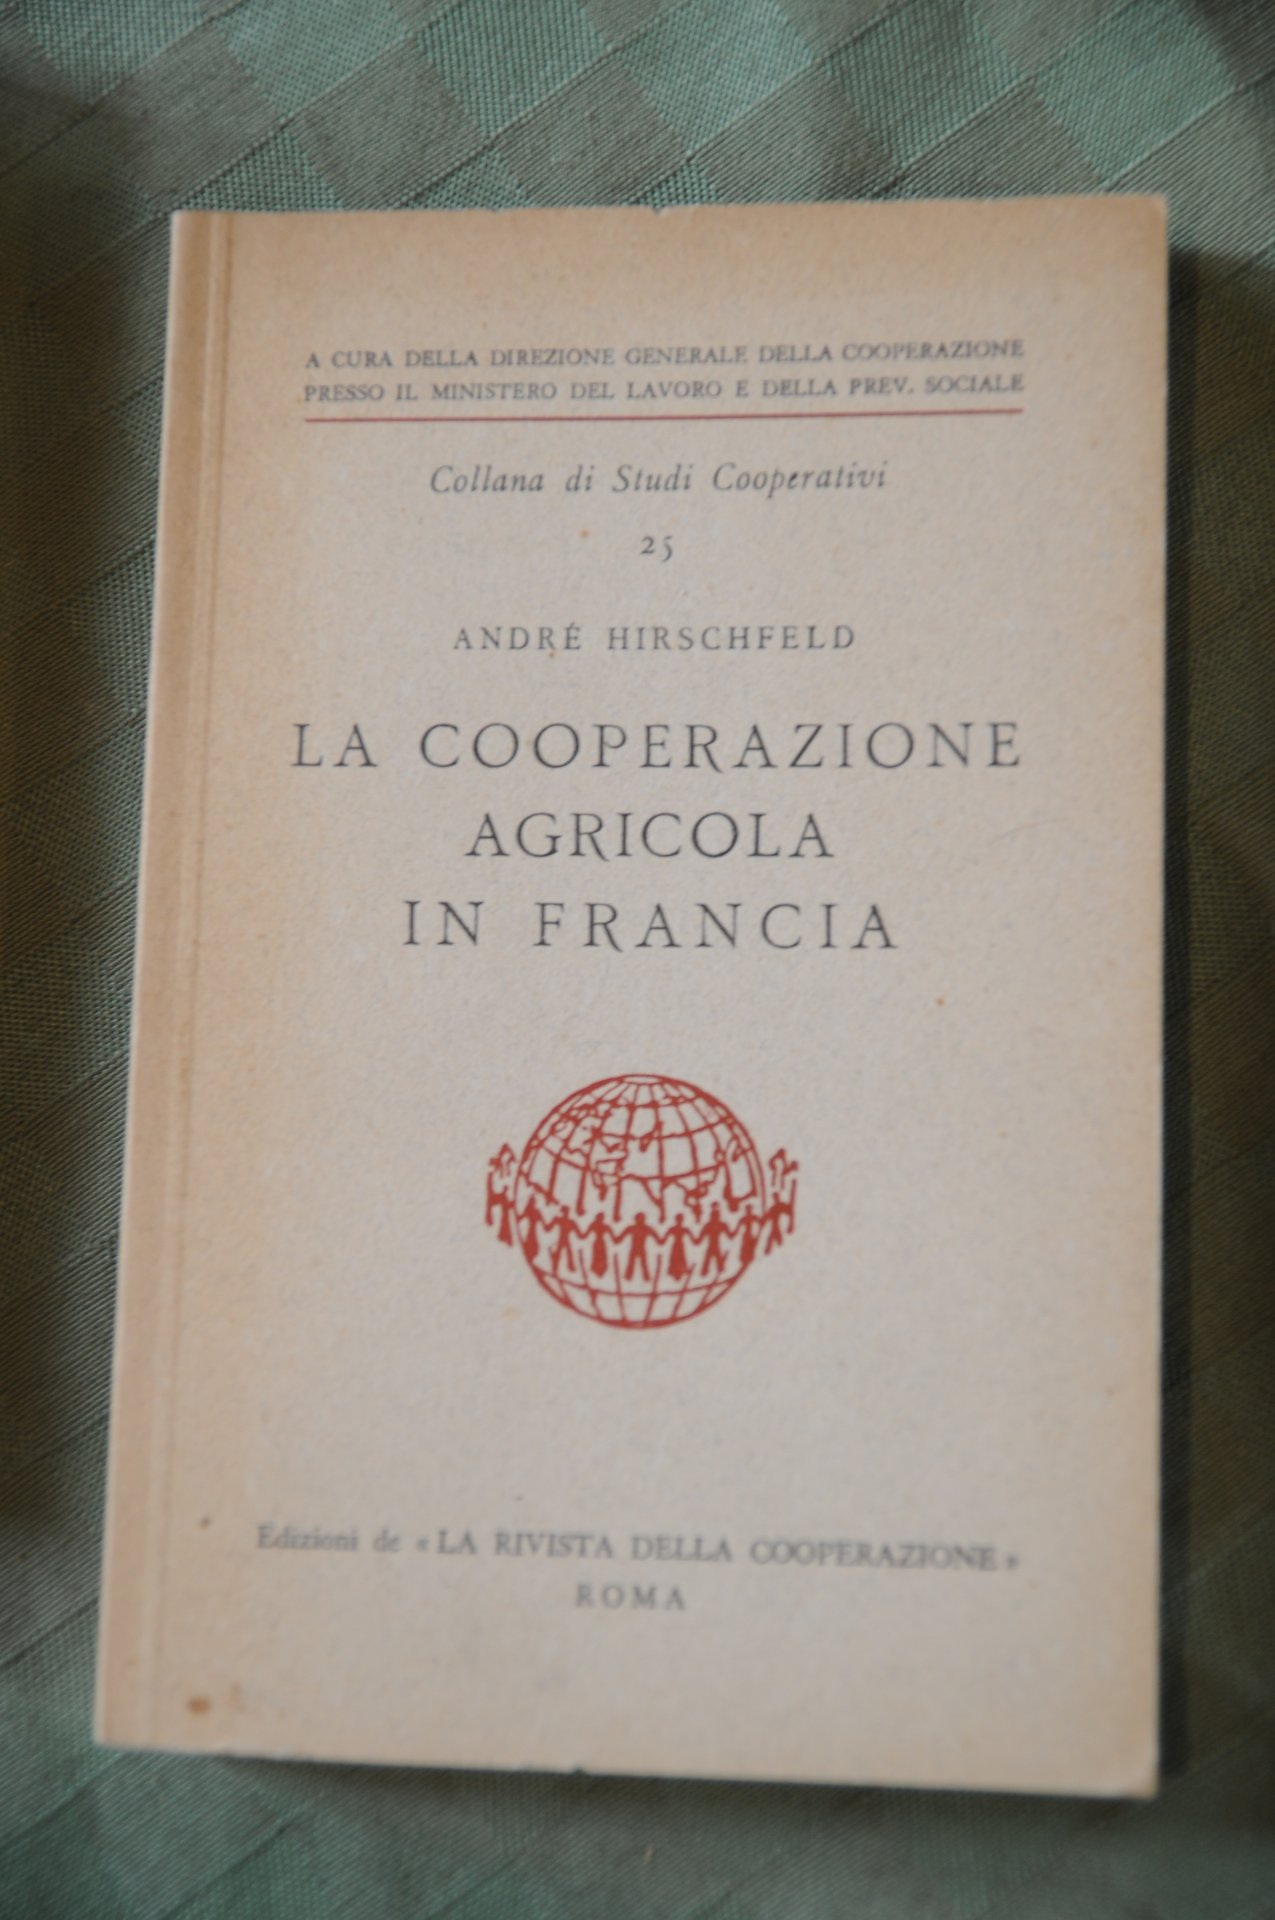 A CURA DELLA DIREZIONE GENERALE DELLA COOPERAZIONE
PRESSO IL MINISTERO DEL LAVORO E DELLA PREV. SOCIALE
Collana di Studi Cooperativi
25
ANDRÉ HIRSCHFELD
LA COOPERAZIONE
AGRICOLA
IN FRANCIA
Edizioni de « LA RIVISTA DELLA COOPERAZIONE »
ROMA